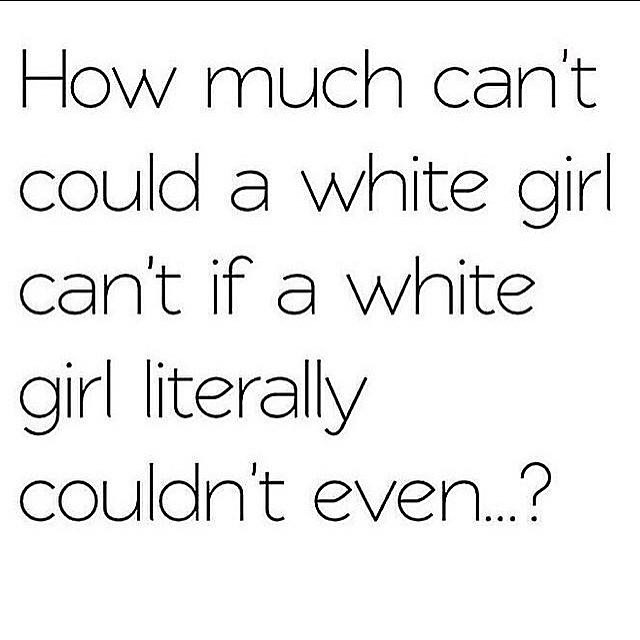 How much can't
could a white girl
can't if a white
girl literally
couldn't even...?